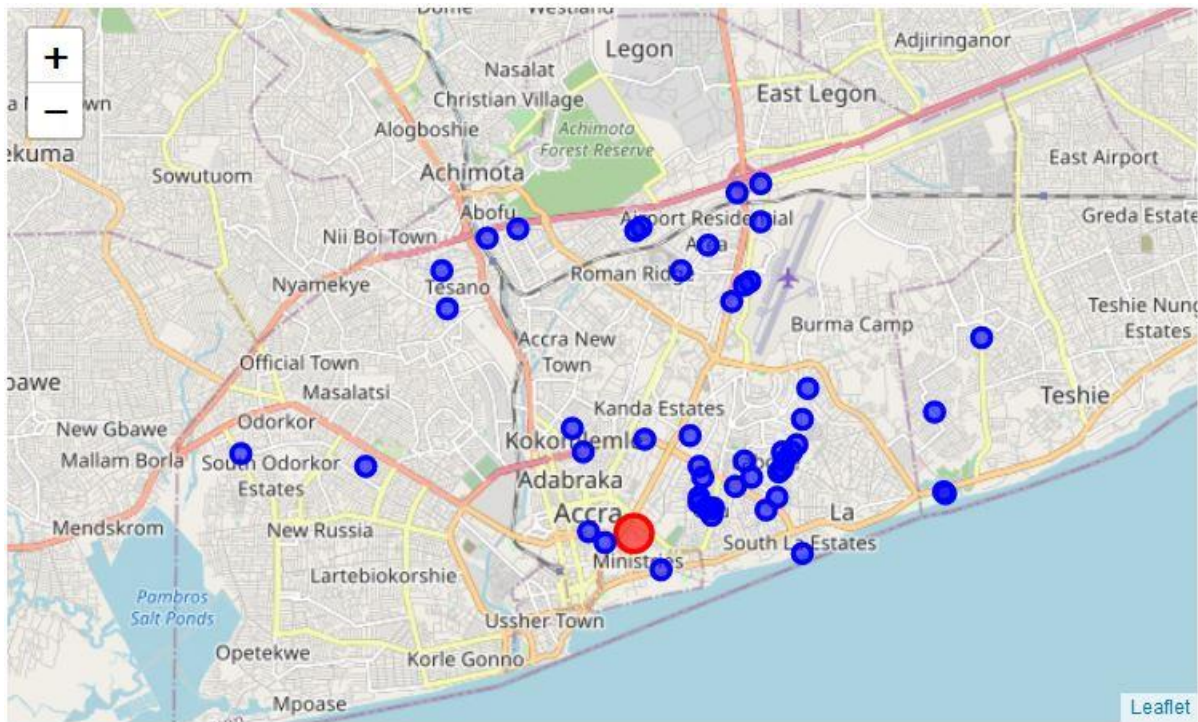 +
−
Legon
Adjiringanor
Nasalat
East Legon
Christian Village
Alogboshie
Achimota
Forest Reserve
East Airport
Sowutuom
Achimota
Abofu
Airport Residential
Area
Greda Estate
Nii Boi Town
Roman Ridge
Nyamekye
Tesano
Teshie Nung
Estates
Burma Camp
Accra New
Town
Official Town
Masalatsi
Teshie
Kanda Estates
New Gbawe
Odorkor
Mallam Borla
South Odorkor
Estates
Adabraka
Accra
La
Mendskrom
New Russia
South La Estates
Ministries
Lartebiokorshie
Pambros
Salt Ponds
Ussher Town
Opetekwe
Korle Gonno
Mpoase
Leaflet